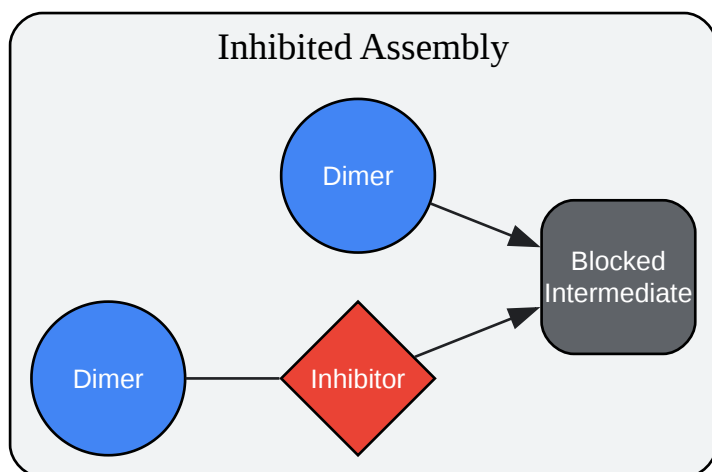 Inhibited Assembly
Dimer
Blocked
Intermediate
Dimer
Inhibitor